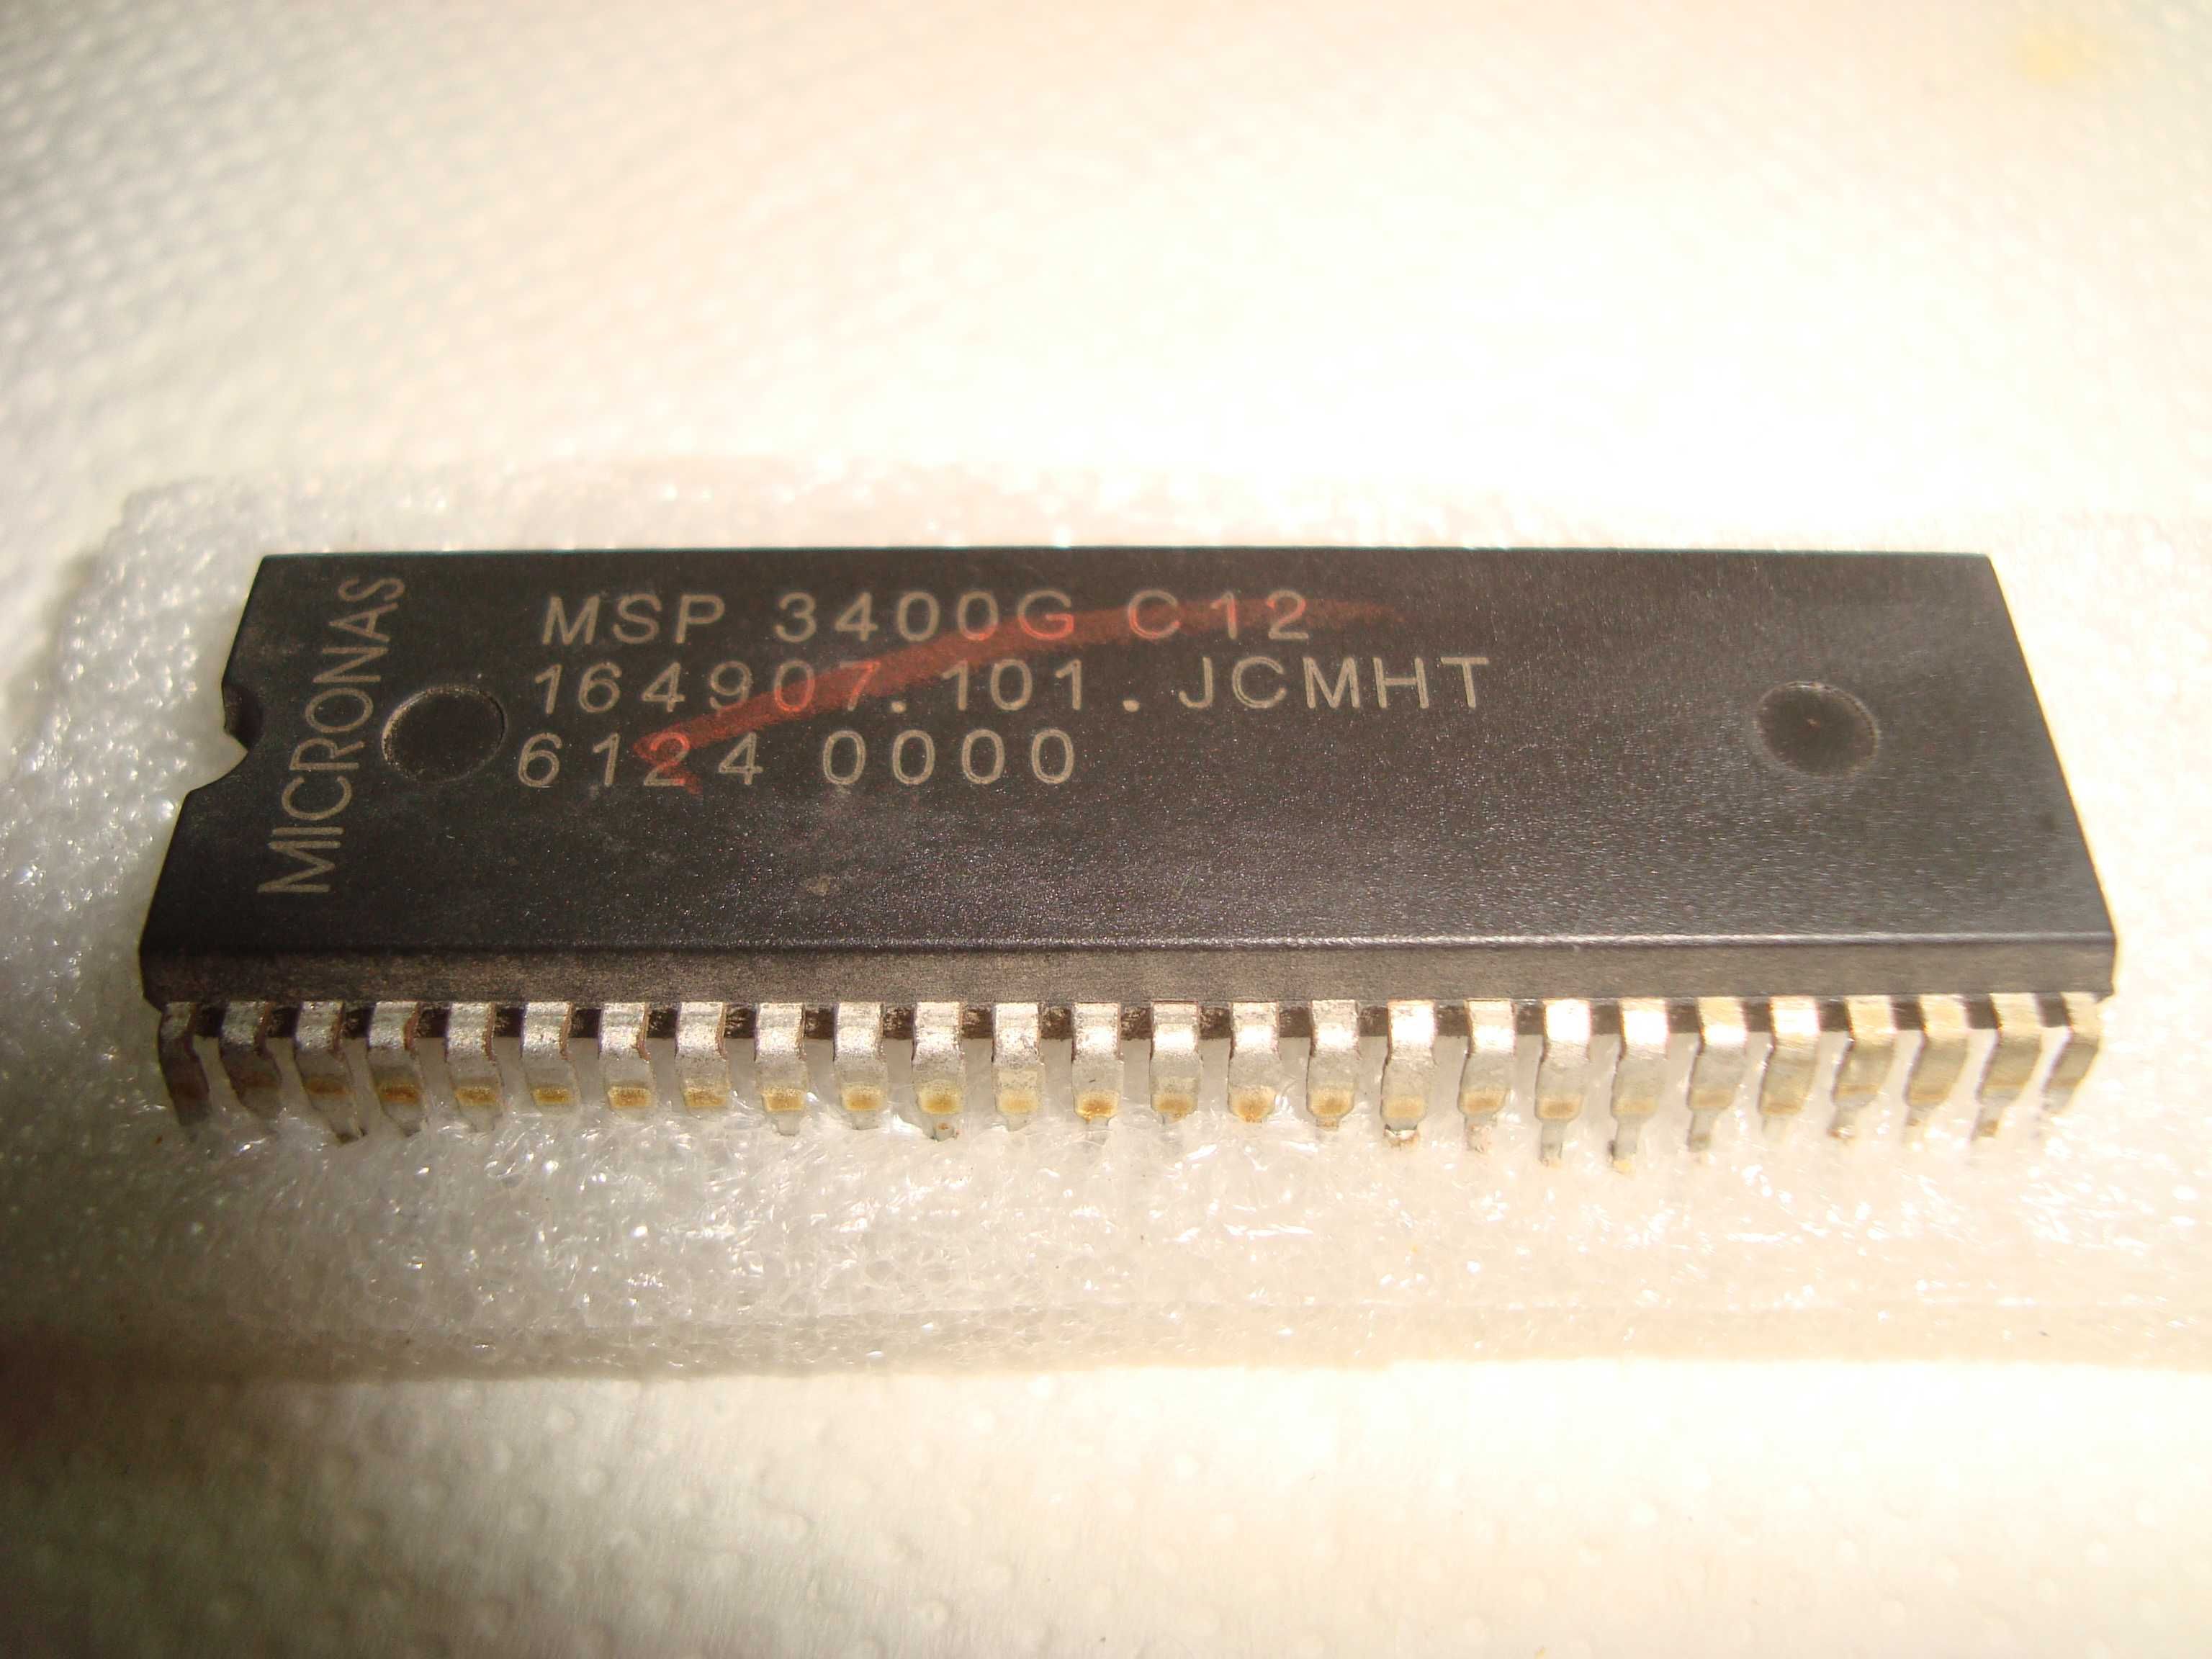 MICRONAS
MSP 3400G C12
164907.101.JCMHT
6124 0000